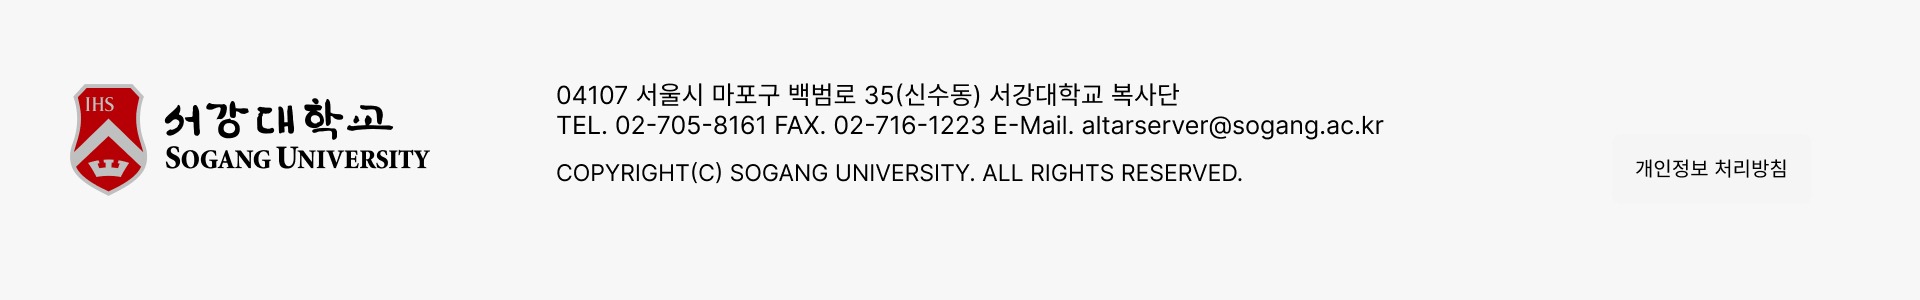 IHS
서강대학교
SOGANG UNIVERSITY
04107 서울시 마포구 백범로 35(신수동) 서강대학교 복사단
TEL. 02-705-8161 FAX. 02-716-1223 E-Mail. altarserver@sogang.ac.kr
COPYRIGHT(C) SOGANG UNIVERSITY. ALL RIGHTS RESERVED.
개인정보 처리방침